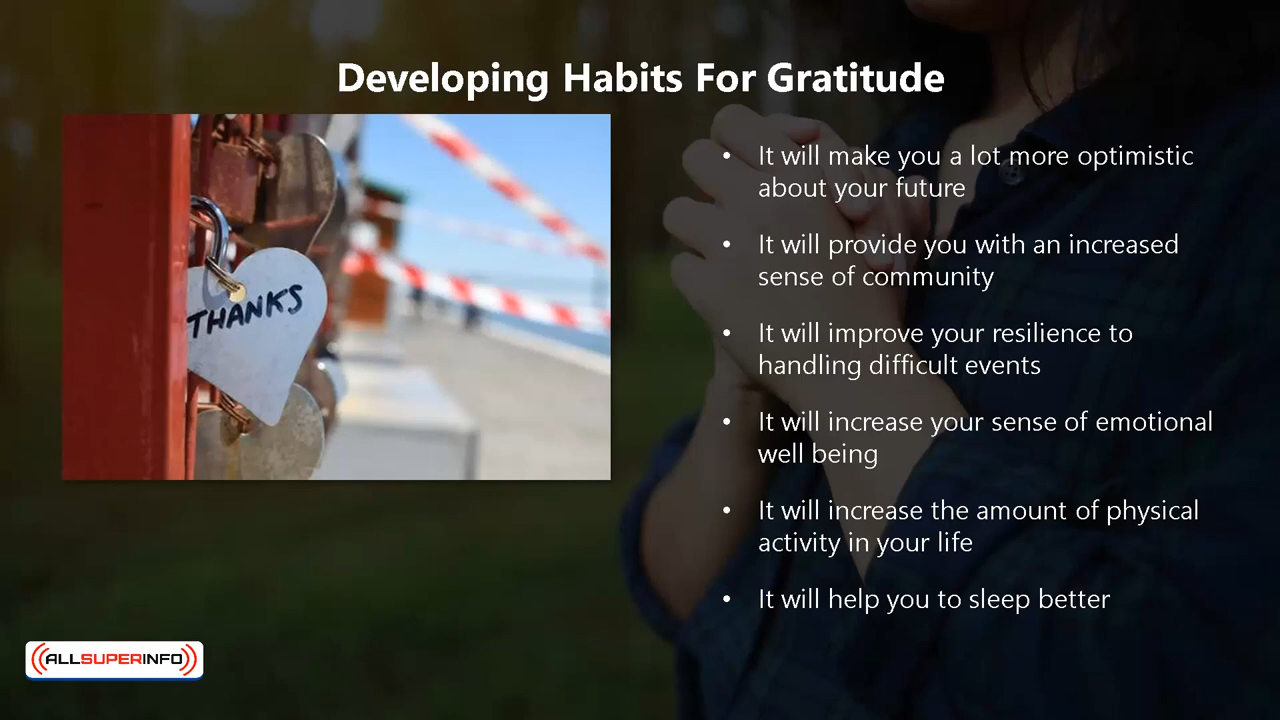 Developing Habits For Gratitude
THANKS
• It will make you a lot more optimistic
about your future
• It will provide you with an increased
sense of community
• It will improve your resilience to
handling difficult events
• It will increase your sense of emotional
well being
• It will increase the amount of physical
activity in your life
• It will help you to sleep better
ALLSUPERINFO